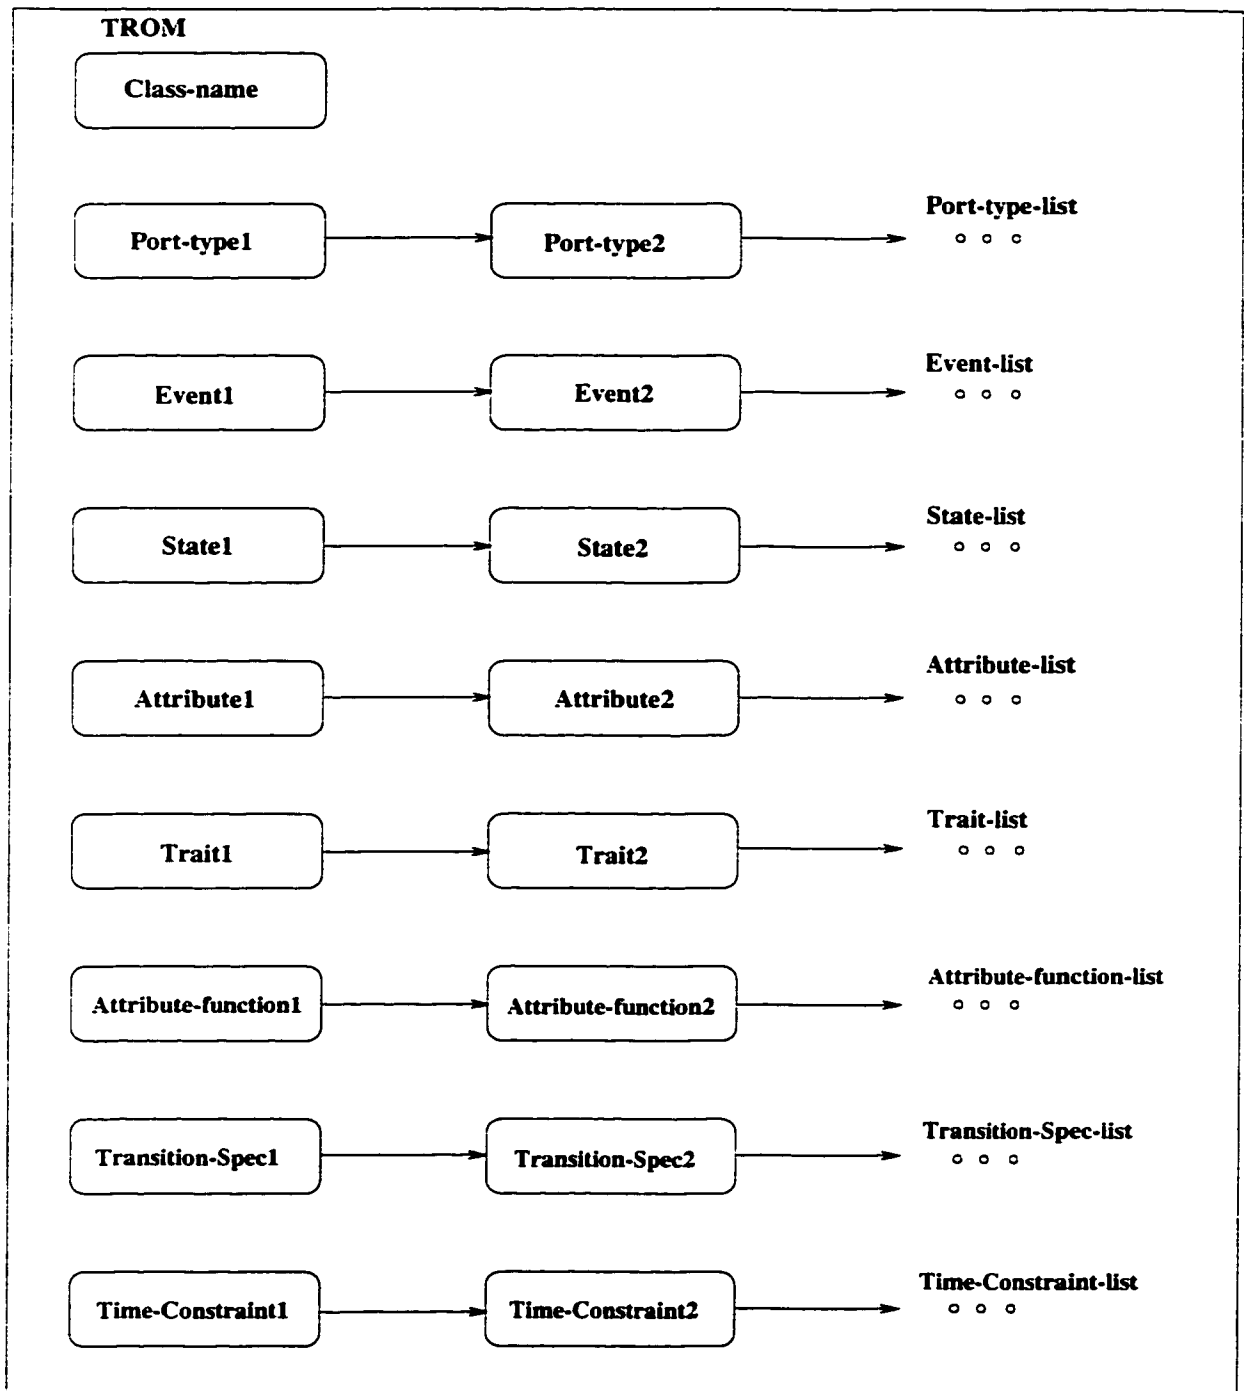 TROM
Class-name
Port-type1
Port-type2
Port-type-list
Event1
Event2
Event-list
State1
State2
State-list
Attribute1
Attribute2
Attribute-list
Trait1
Trait2
Trait-list
Attribute-function1
Attribute-function2
Attribute-function-list
Transition-Spec1
Transition-Spec2
Transition-Spec-list
Time-Constraint1
Time-Constraint2
Time-Constraint-list